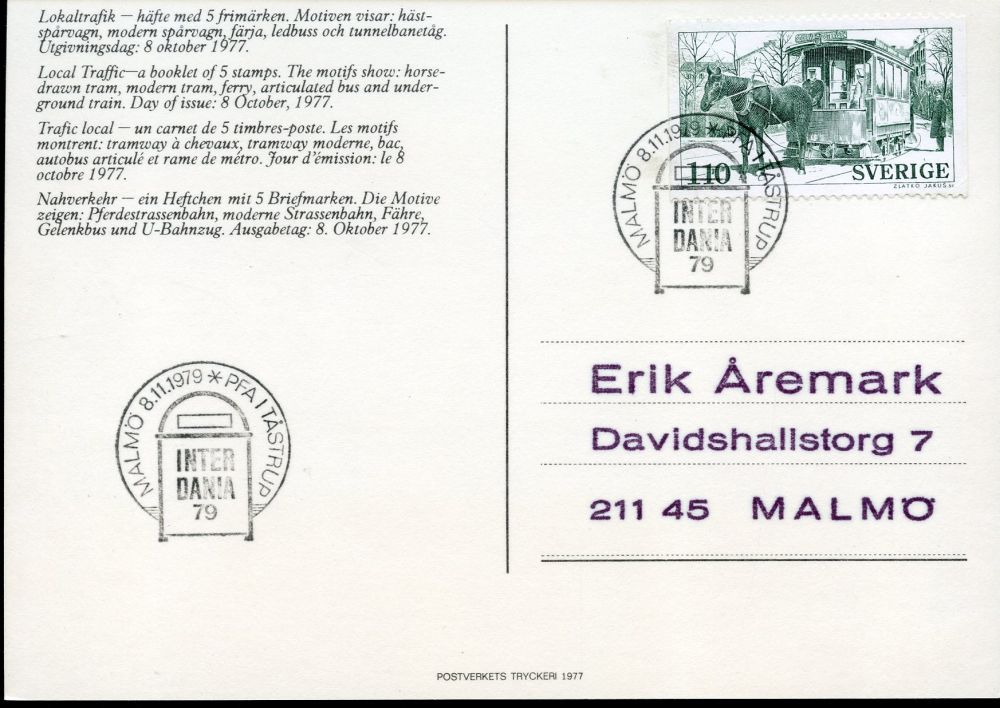 Lokaltrafik — häfte med 5 frimärken. Motiven visar: häst-
spårvagn, modern spårvagn, färja, ledbuss och tunnelbanetåg.
Utgivningsdag: 8 oktober 1977.
Local Traffic—a booklet of 5 stamps. The motifs show: horse-
drawn tram, modern tram, ferry, articulated bus and under-
ground train. Day of issue: 8 October, 1977.
Trafic local — un carnet de 5 timbres-poste. Les motifs
montrent: tramway à chevaux, tramway moderne, bac,
autobus articulé et rame de métro. Jour d'émission: le 8
octobre 1977.
Nahverkehr — ein Heftchen mit 5 Briefmarken. Die Motive
zeigen: Pferdestrassenbahn, moderne Strassenbahn, Fähre,
Gelenkbus und U-Bahnzug. Ausgabetag: 8. Oktober 1977.
MALMÖ 8.11.1979 * PFA I TÅSTRUP
INTER
DANIA
79
110 SVERIGE
ZLATKO JAKUS. sc
MALMÖ 8.11.1979 * PFA I TÅSTRUP
INTER
DANIA
79
Erik Åremark
Davidshallstorg 7
211 45 MALMÖ
POSTVERKETS TRYCKERI 1977